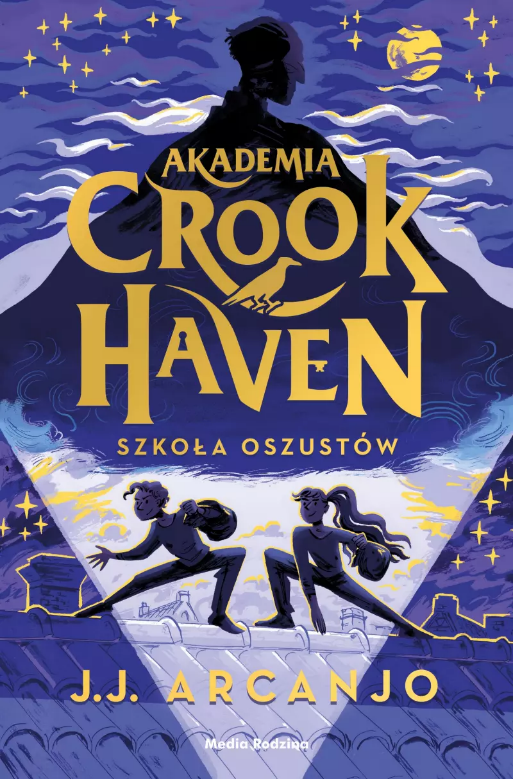 AKADEMIA
CROOK
HAVEN
SZKOŁA OSZUSTÓW
J.J. ARCANJO
Media Rodzina